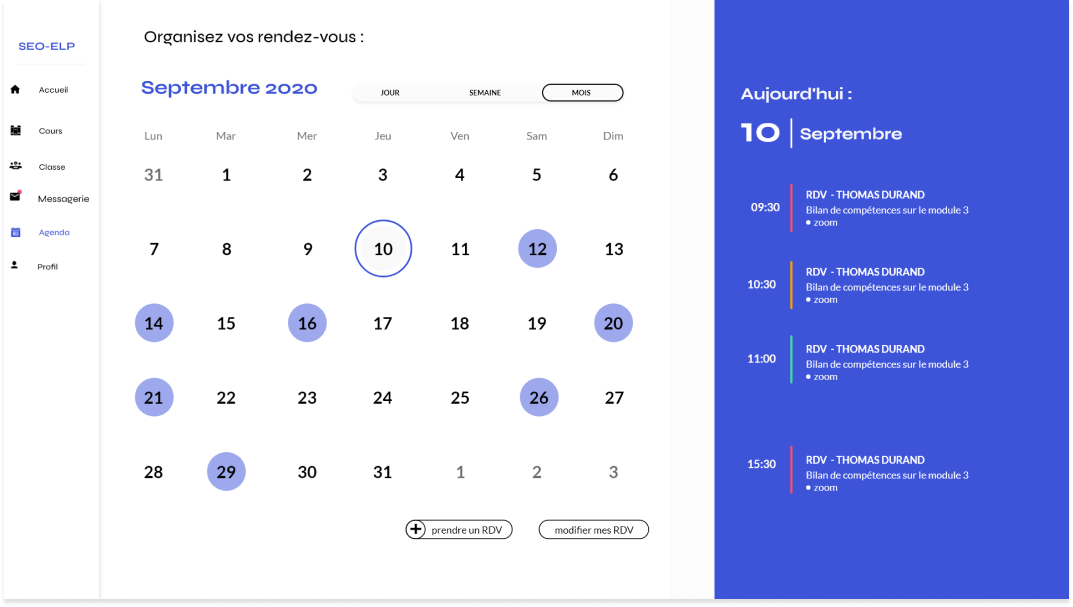 SEO-ELP
Accueil
Cours
Classe
Messagerie
Agenda
Profil
Organisez vos rendez-vous :
Septembre 2020
JOUR SEMAINE MOIS
Lun Mar Mer Jeu Ven Sam Dim
31 1 2 3 4 5 6
7 8 9 10 11 12 13
14 15 16 17 18 19 20
21 22 23 24 25 26 27
28 29 30 31 1 2 3
+ prendre un RDV modifier mes RDV
Aujourd'hui :
10 Septembre
09:30
RDV - THOMAS DURAND
Bilan de compétences sur le module 3
• zoom
10:30
RDV - THOMAS DURAND
Bilan de compétences sur le module 3
• zoom
11:00
RDV - THOMAS DURAND
Bilan de compétences sur le module 3
• zoom
15:30
RDV - THOMAS DURAND
Bilan de compétences sur le module 3
• zoom